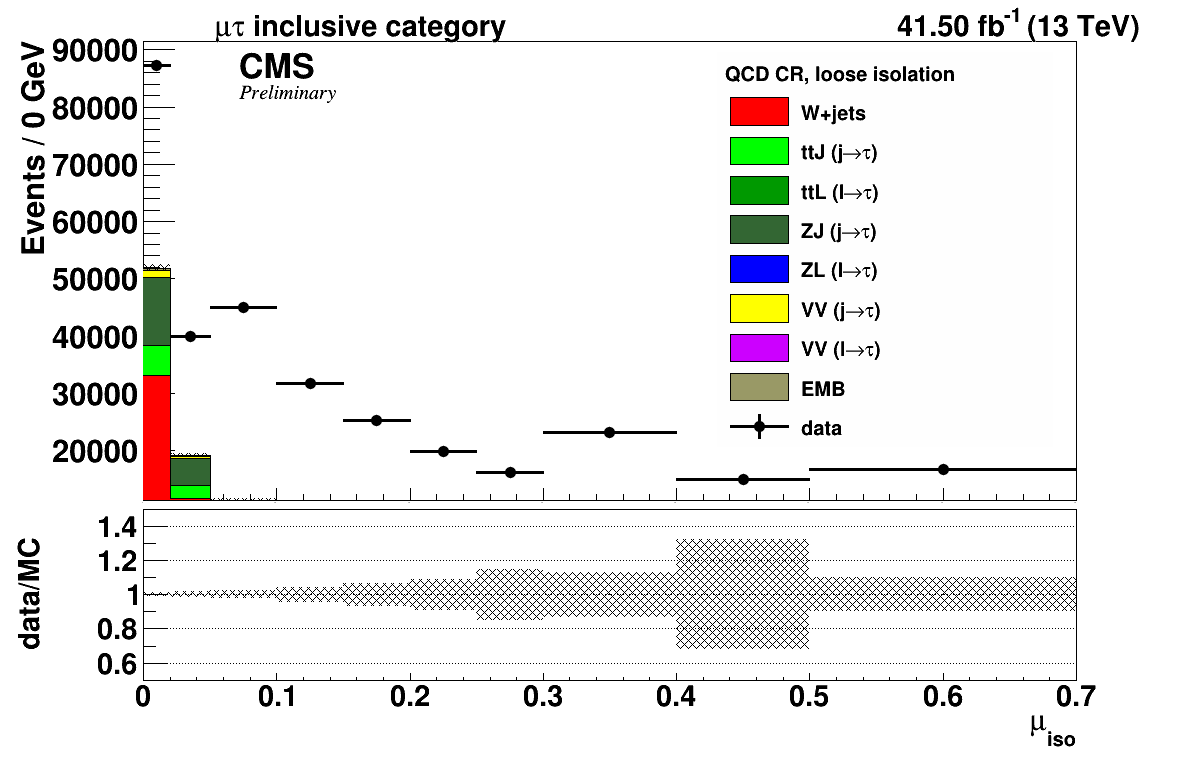 μτ inclusive category
41.50 fb-1 (13 TeV)
CMS
Preliminary
Events / 0 GeV
90000
80000
70000
60000
50000
40000
30000
20000
QCD CR, loose isolation
W+jets
ttJ (j→τ)
ttL (l→τ)
ZJ (j→τ)
ZL (l→τ)
VV (j→τ)
VV (l→τ)
EMB
data
data/MC
1.4
1.2
1
0.8
0.6
0 0.1 0.2 0.3 0.4 0.5 0.6 0.7
μiso